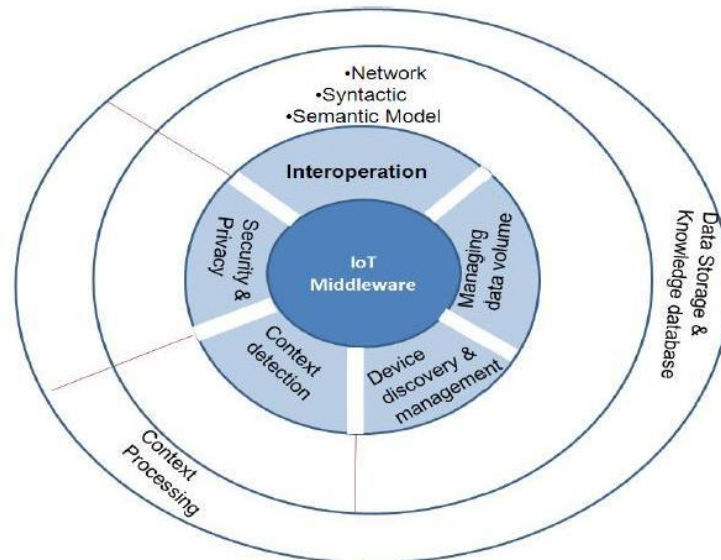 •Network
•Syntactic
•Semantic Model
Interoperation
Security &
Privacy
IoT
Middleware
Managing
data volume
Data Storage &
Knowledge database
Context
detection
Device
discovery &
management
Context
Processing